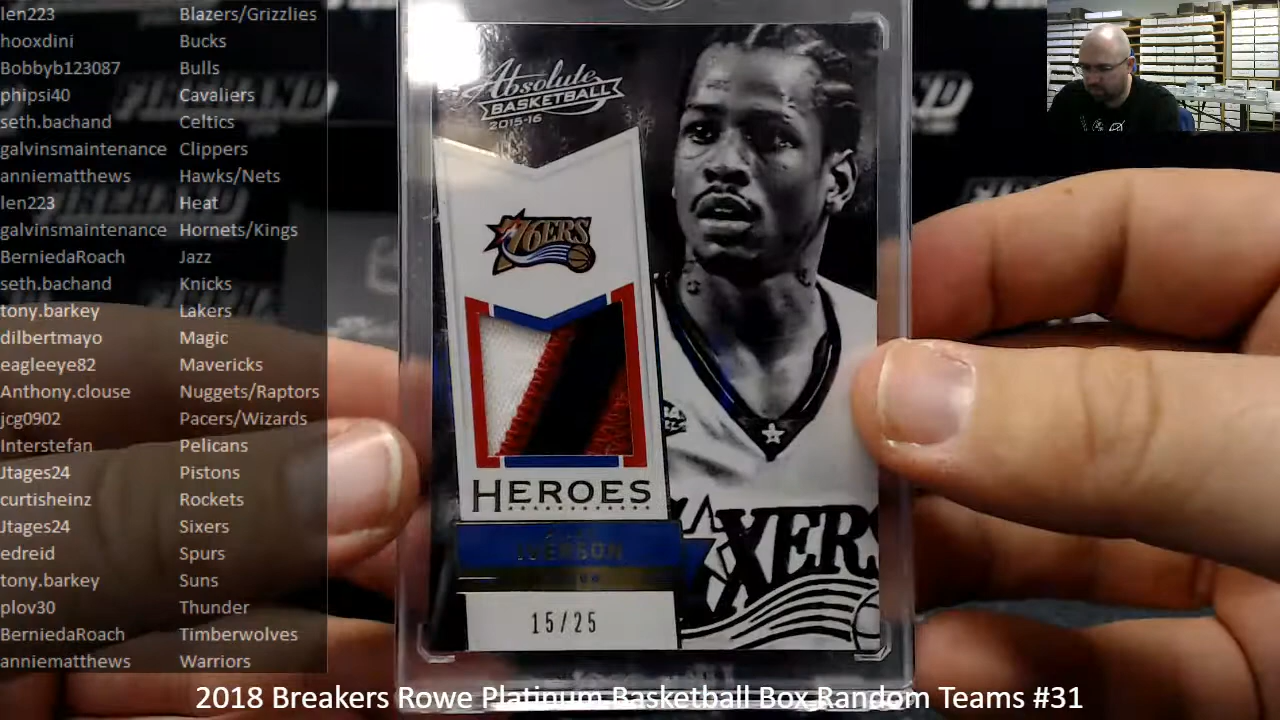 len223 Blazers/Grizzlies
hooxdini Bucks
Bobbyb123087 Bulls
phipsi40 Cavaliers
seth.bachand Celtics
galvinsmaintenance Clippers
anniematthews Hawks/Nets
len223 Heat
galvinsmaintenance Hornets/Kings
BerniedaRoach Jazz
seth.bachand Knicks
tony.barkey Lakers
dilbertmayo Magic
eagleeye82 Mavericks
Anthony.clouse Nuggets/Raptors
jcg0902 Pacers/Wizards
Interstefan Pelicans
Jtages24 Pistons
curtisheinz Rockets
Jtages24 Sixers
edreid Spurs
tony.barkey Suns
plov30 Thunder
BerniedaRoach Timberwolves
anniematthews Warriors
Absolute
BASKETBALL
2015-16
76ERS
HEROES
IVERSON
15/25
SIXERS
2018 Breakers Rowe Platinum Basketball Box Random Teams #31